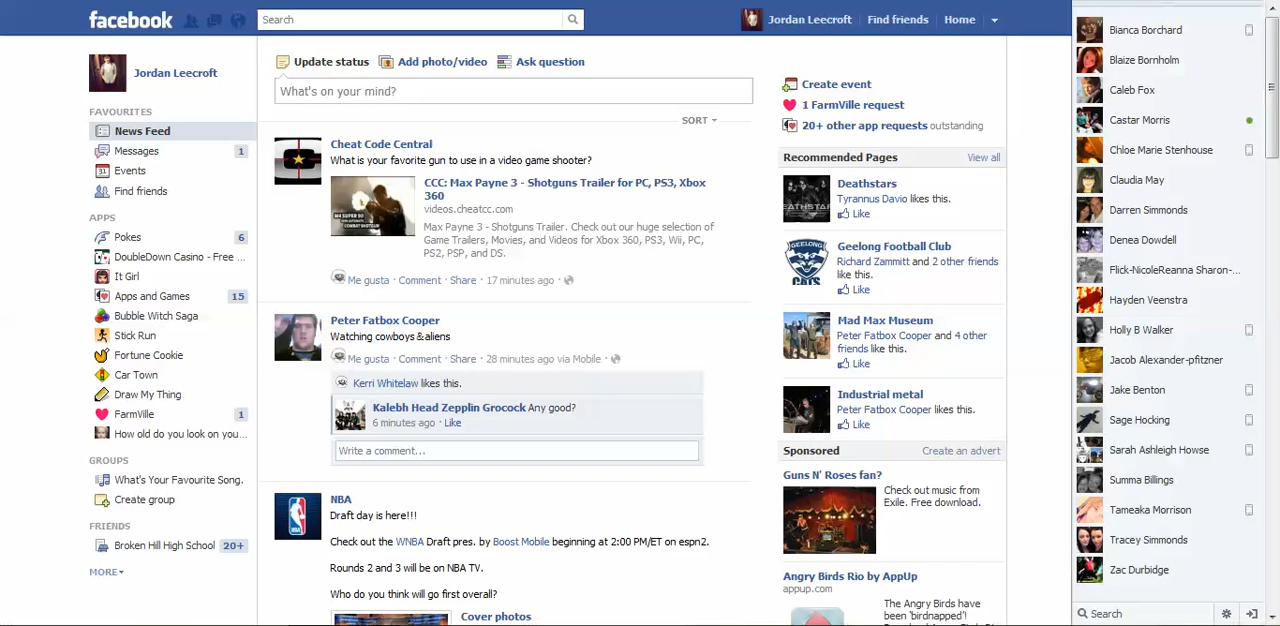 facebook
Search
Jordan Leecroft
Find friends
Home
Jordan Leecroft
FAVOURITES
News Feed
Messages 1
Events
Find friends
APPS
Pokes 6
DoubleDown Casino - Free ...
It Girl
Apps and Games 15
Bubble Witch Saga
Stick Run
Fortune Cookie
Car Town
Draw My Thing
FarmVille 1
How old do you look on you...
GROUPS
What's Your Favourite Song.
Create group
FRIENDS
Broken Hill High School 20+
MORE
Update status Add photo/video Ask question
What's on your mind?
SORT
Cheat Code Central
What is your favorite gun to use in a video game shooter?
M4 SUPER 90
CCC: Max Payne 3 - Shotguns Trailer for PC, PS3, Xbox
360
videos.cheatcc.com
Max Payne 3 - Shotguns Trailer. Check out our huge selection of
Game Trailers, Movies, and Videos for Xbox 360, PS3, Wii, PC,
PS2, PSP, and DS.
Me gusta · Comment · Share · 17 minutes ago ·
Peter Fatbox Cooper
Watching cowboys &aliens
Me gusta · Comment · Share · 28 minutes ago via Mobile ·
Kerri Whitelaw likes this.
Kalebh Head Zepplin Grocock Any good?
6 minutes ago · Like
Write a comment...
NBA
Draft day is here!!!
Check out the WNBA Draft pres. by Boost Mobile beginning at 2:00 PM/ET on espn2.
Rounds 2 and 3 will be on NBA TV.
Who do you think will go first overall?
Cover photos
Create event
1 FarmVille request
20+ other app requests outstanding
Recommended Pages View all
DEATHSTARS
Deathstars
Tyrannus Davio likes this.
Like
GEELONG
CATS
Geelong Football Club
Richard Zammitt and 2 other friends
like this.
Like
Mad Max Museum
Peter Fatbox Cooper and 4 other
friends like this.
Like
Industrial metal
Peter Fatbox Cooper likes this.
Like
Sponsored Create an advert
Guns N' Roses fan?
Check out music from
Exile. Free download.
Angry Birds Rio by AppUp
appup.com
The Angry Birds have
been 'birdnapped'!
Bianca Borchard
Blaize Bornholm
Caleb Fox
Castar Morris
Chloe Marie Stenhouse
Claudia May
Darren Simmonds
Denea Dowdell
Flick-NicoleReanna Sharon-...
Hayden Veenstra
Holly B Walker
Jacob Alexander-pfitzner
Jake Benton
Sage Hocking
Sarah Ashleigh Howse
Summa Billings
Tameaka Morrison
Tracey Simmonds
Zac Durbidge
Search